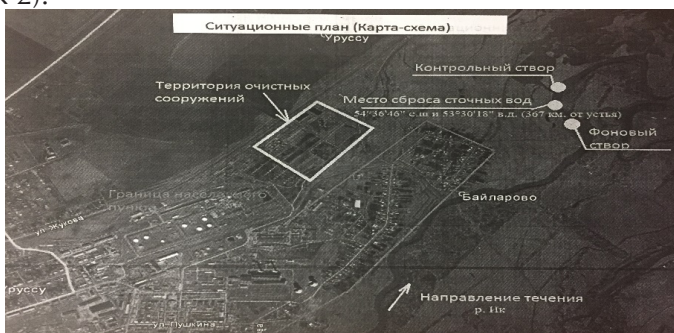 К 2).
Ситуационные план (Карта-схема)
Уруссу
Контрольный створ
Территория очистных
сооружений
Место сброса сточных вод
54°36'46" с.ш и 53°30'18" в.д. (367 км. от устья)
Фоновый
створ
Граница населенного
пункта
ул. Жукова
Байларово
Уруссу
ул. Пушкина
Направление течения
р. Ик